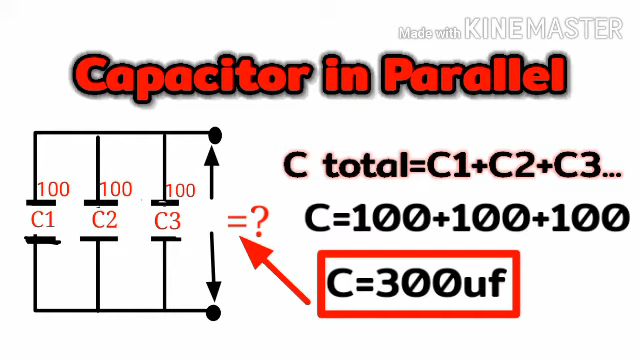 Made with KINEMASTER
Capacitor in Parallel
100 100 100
C1 C2 C3
=?
C total=C1+C2+C3...
C=100+100+100
C=300uf